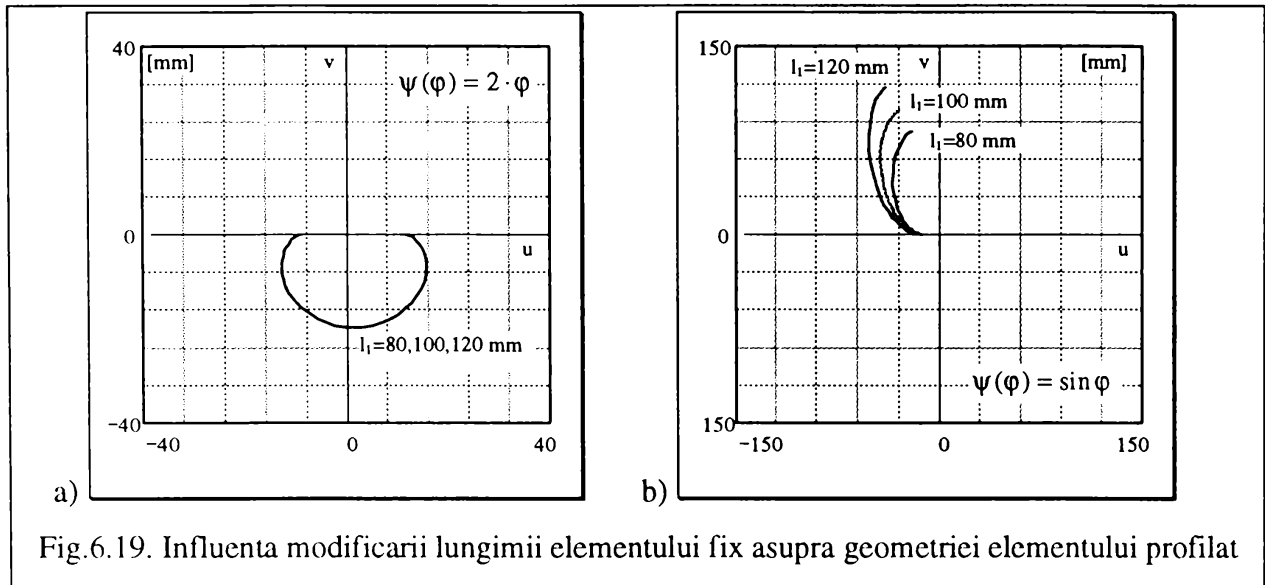 40
[mm]
v
ψ(φ) = 2 · φ
0
u
l₁=80,100,120 mm
−40
−40
0
40
a)
150
l₁=120 mm
v
[mm]
l₁=100 mm
l₁=80 mm
0
u
ψ(φ) = sin φ
150
−150
0
150
b)
Fig.6.19. Influenta modificarii lungimii elementului fix asupra geometriei elementului profilat